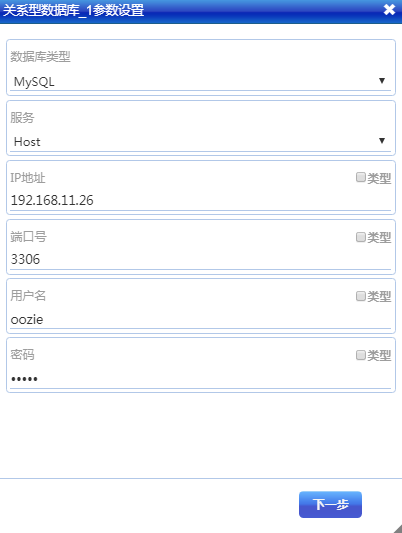 关系型数据库_1参数设置
数据库类型
MySQL
服务
Host
IP地址 类型
192.168.11.26
端口号 类型
3306
用户名 类型
oozie
密码 类型
•••••
下一步